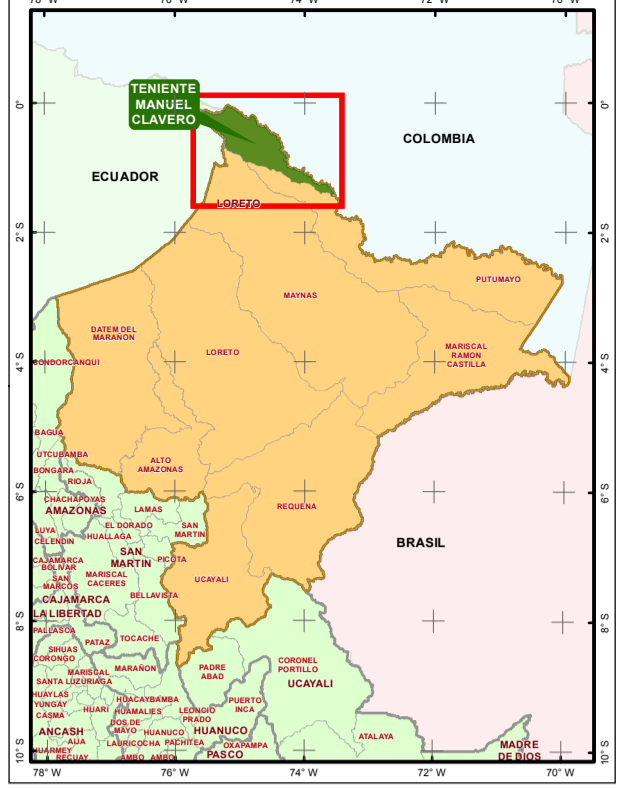 78° W 76° W 74° W 72° W 70° W
TENIENTE
MANUEL
CLAVERO
0° 0°
COLOMBIA
ECUADOR
LORETO
2° S 2° S
PUTUMAYO
MAYNAS
DATEM DEL
MARAÑON
LORETO
MARISCAL
RAMON
CASTILLA
4° S 4° S
CONDORCANQUI
BAGUA
UTCUBAMBA
ALTO
AMAZONAS
BONGARA
RIOJA
6° S 6° S
CHACHAPOYAS
AMAZONAS
LAMAS
REQUENA
EL DORADO
SAN
MARTIN
LUYA
HUALLAGA
CELENDIN
BRASIL
SAN
MARTIN
PICOTA
CAJAMARCA
BOLIVAR
SAN
MARCOS
MARISCAL
CACERES
UCAYALI
BELLAVISTA
CAJAMARCA
LA LIBERTAD
8° S 8° S
PALLASCA
PATAZ
TOCACHE
SIHUAS
CORONGO
MARAÑON
PADRE
ABAD
CORONEL
PORTILLO
MARISCAL
LUZURIAGA
SANTA
UCAYALI
HUAYLAS
HUACAYBAMBA
YUNGAY
HUARI
HUAMALIES
LEONCIO
PRADO
PUERTO
INCA
CASMA
DOS DE
MAYO
ANCASH
HUANUCO
HUANUCO
ATALAYA
AIJA
LAURICOCHA
PACHITEA
OXAPAMPA
HUARMEY
RECUAY
AMBO
AMBO
PASCO
MADRE
DE DIOS
10° S 10° S
78° W 76° W 74° W 72° W 70° W